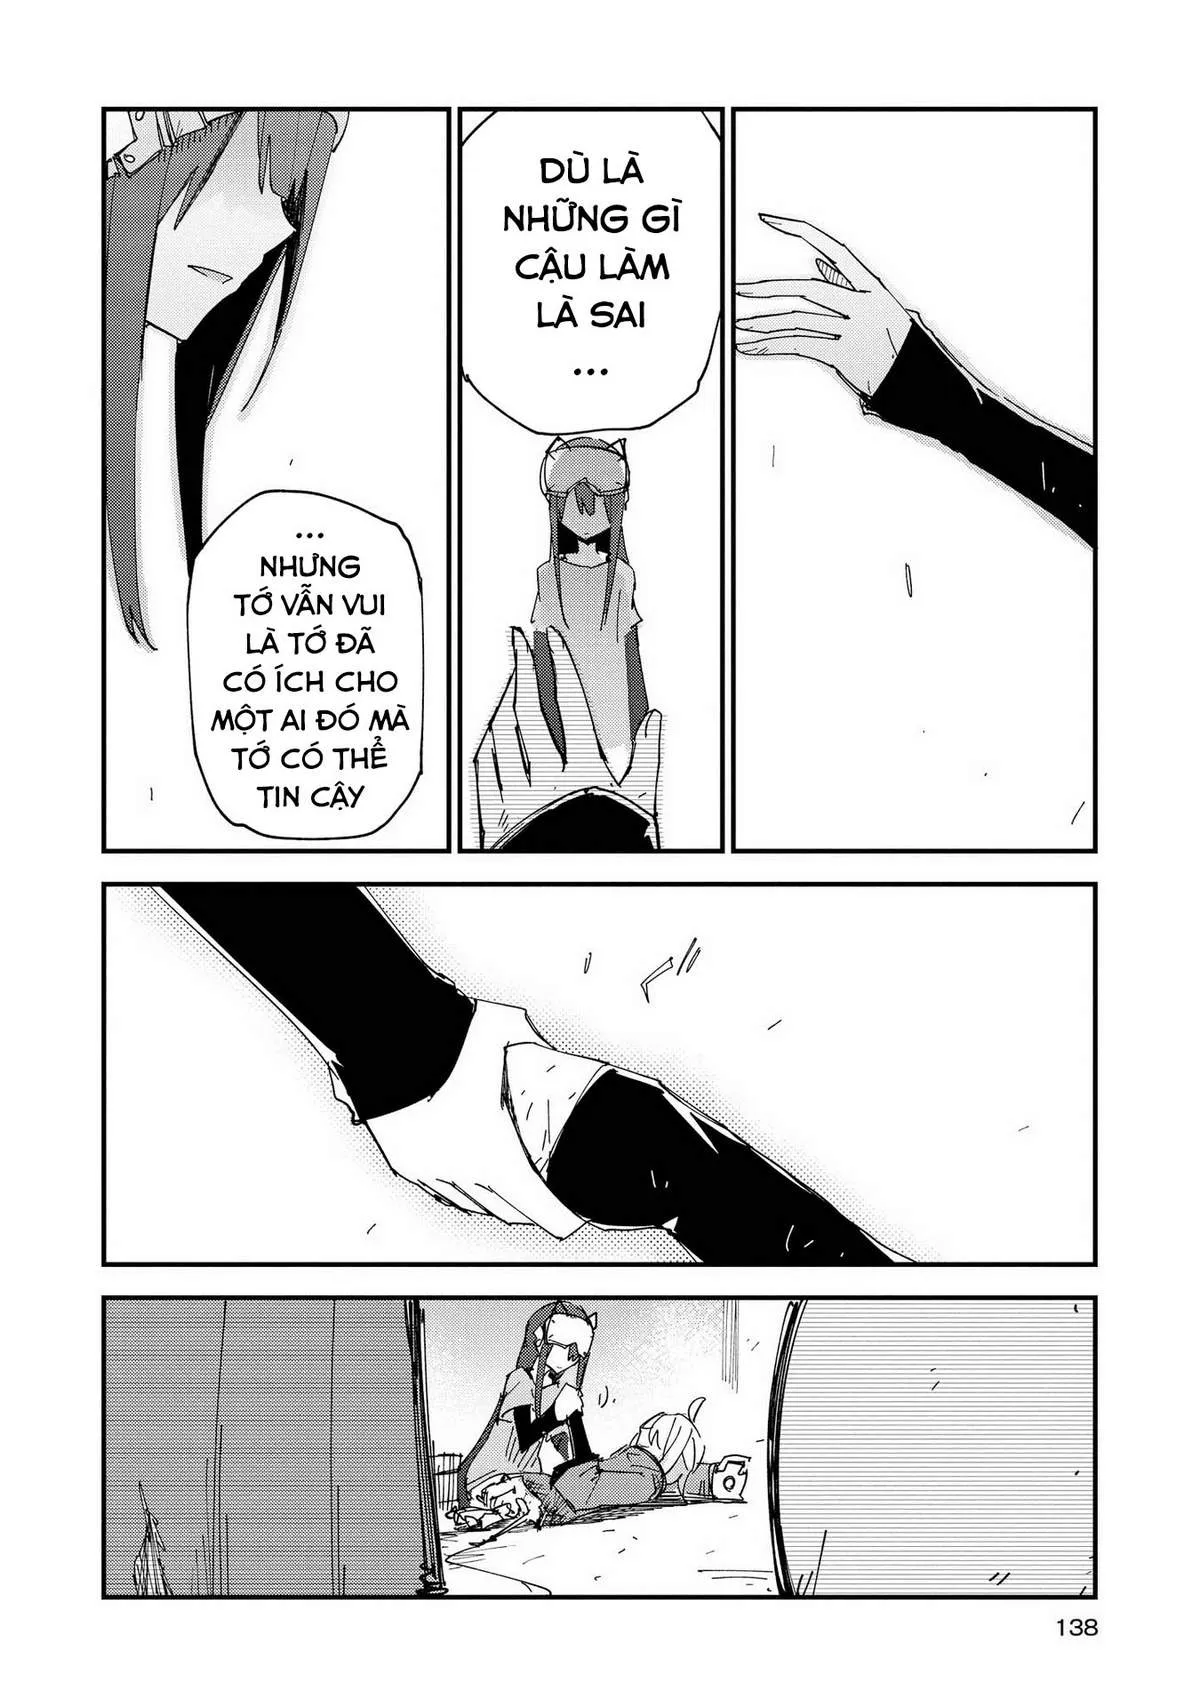 DÙ LÀ
NHỮNG GÌ
CẬU LÀM
LÀ SAI
...
...
NHƯNG
TỚ VẪN VUI
LÀ TỚ ĐÃ
CÓ ÍCH CHO
MỘT AI ĐÓ MÀ
TỚ CÓ THỂ
TIN CẬY
138